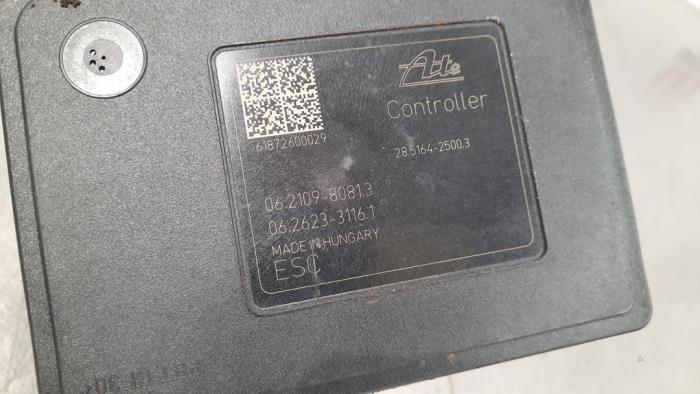 Ate
Controller
61872600029
28.5164-2500.3
06.2109-8081.3
06.2623-3116.1
MADE IN HUNGARY
ESC